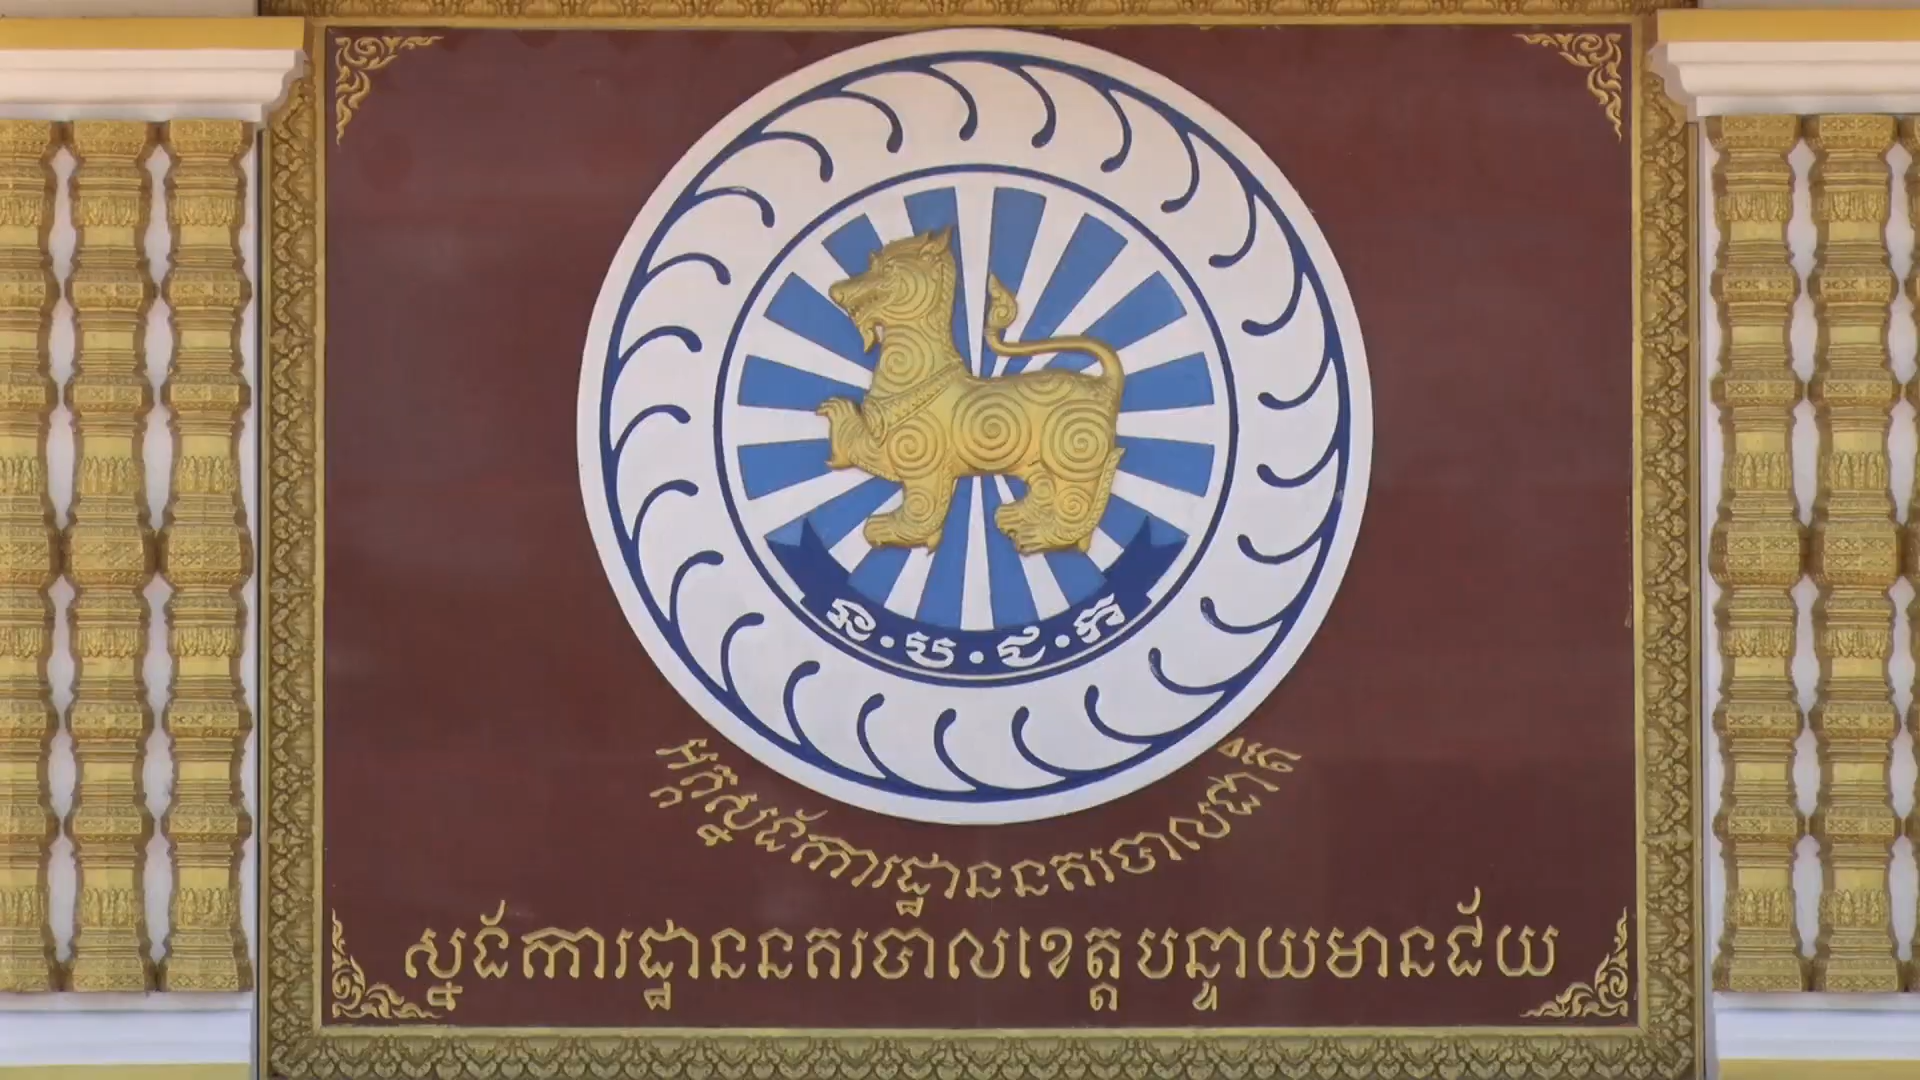 ន.ប.ជ.ក
អគ្គស្នងការដ្ឋាននគរបាលជាតិ
ស្នងការដ្ឋាននគរបាលខេត្តបន្ទាយមានជ័យ